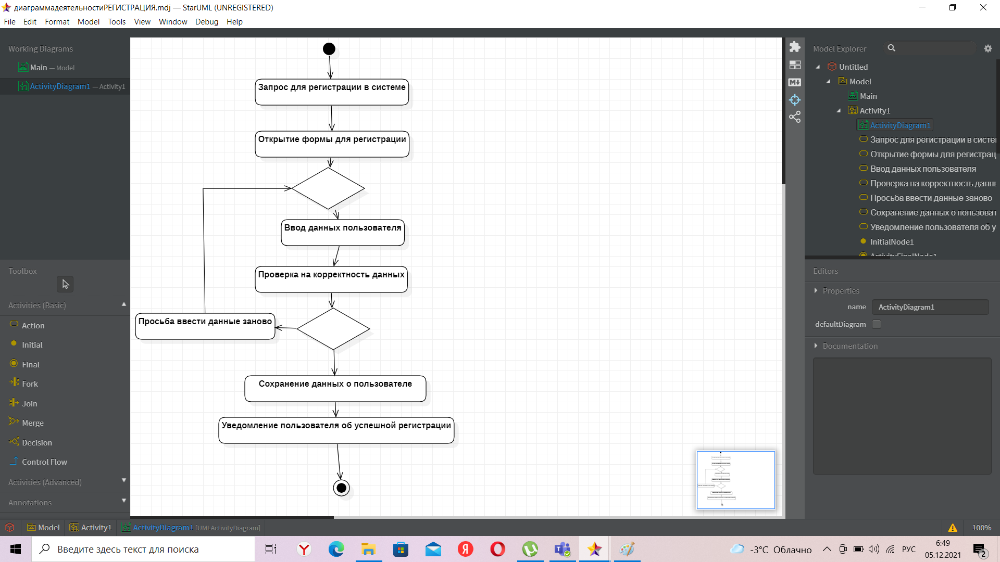 диаграммадеятельностиРЕГИСТРАЦИЯ.mdj — StarUML (UNREGISTERED)
File Edit Format Model Tools View Window Debug Help
Working Diagrams
Main — Model
ActivityDiagram1 — Activity1
Toolbox
Activities (Basic)
Action
Initial
Final
Fork
Join
Merge
Decision
Control Flow
Activities (Advanced)
Annotations
Запрос для регистрации в системе
Открытие формы для регистрации
Ввод данных пользователя
Проверка на корректность данных
Просьба ввести данные заново
Сохранение данных о пользователе
Уведомление пользователя об успешной регистрации
Model Explorer
Untitled
Model
Main
Activity1
ActivityDiagram1
Запрос для регистрации в систе
Открытие формы для регистрац
Ввод данных пользователя
Проверка на корректность данн
Просьба ввести данные заново
Сохранение данных о пользоват
Уведомление пользователя об у
InitialNode1
ActivityFinalNode1
Editors
Properties
name ActivityDiagram1
defaultDiagram
Documentation
Model Activity1 ActivityDiagram1 [UMLActivityDiagram] 100%
Введите здесь текст для поиска
-3°C Облачно
РУС
6:49
05.12.2021
2